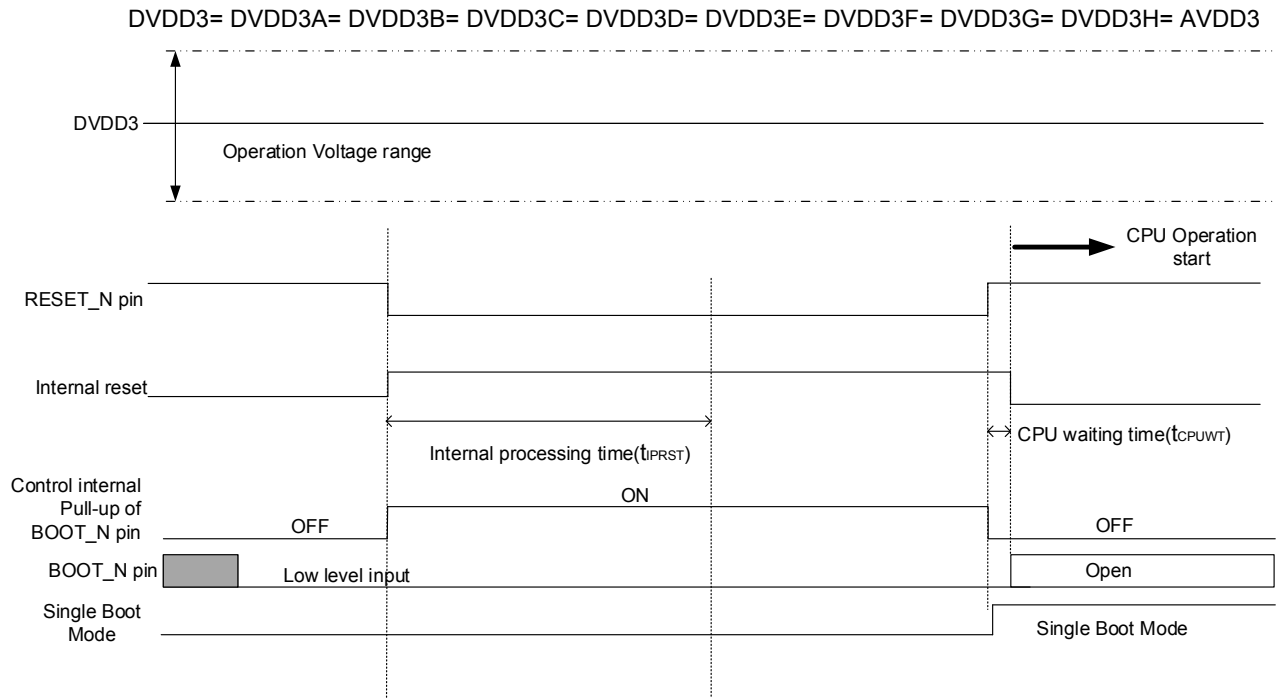 DVDD3= DVDD3A= DVDD3B= DVDD3C= DVDD3D= DVDD3E= DVDD3F= DVDD3G= DVDD3H= AVDD3
DVDD3
Operation Voltage range
CPU Operation
start
RESET_N pin
Internal reset
Internal processing time(tIPRST)
CPU waiting time(tCPUWT)
Control internal
Pull-up of
BOOT_N pin
OFF
ON
OFF
BOOT_N pin
Low level input
Open
Single Boot
Mode
Single Boot Mode